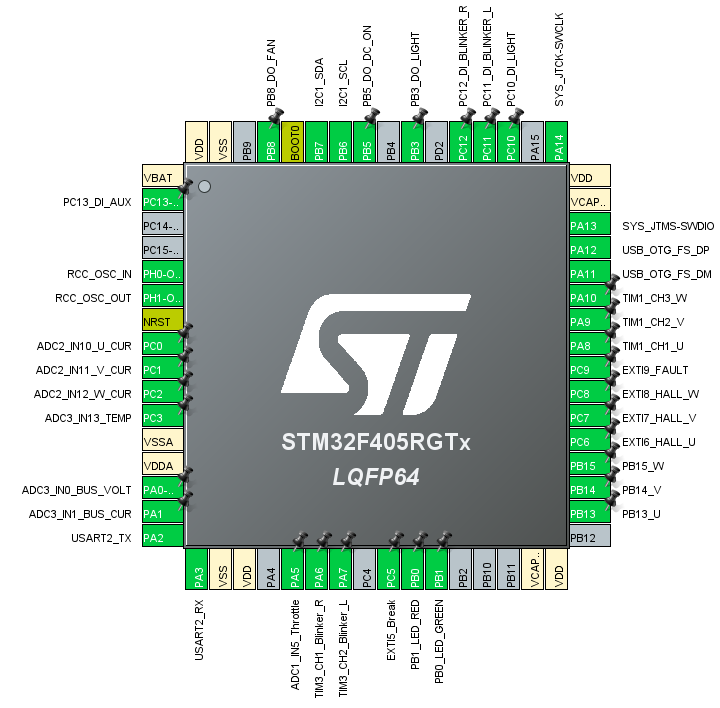 PB8_DO_FAN
I2C1_SDA
I2C1_SCL
PB5_DO_DC_ON
PB3_DO_LIGHT
PC12_DI_BLINKER_R
PC11_DI_BLINKER_L
PC10_DI_LIGHT
SYS_JTCK-SWCLK
VDD
VSS
PB9
PB8
BOOT0
PB7
PB6
PB5
PB4
PB3
PD2
PC12
PC11
PC10
PA15
PA14
VBAT
PC13_DI_AUX
PC13-..
PC14-..
PC15-..
RCC_OSC_IN
PH0-O..
RCC_OSC_OUT
PH1-O..
NRST
ADC2_IN10_U_CUR
PC0
ADC2_IN11_V_CUR
PC1
ADC2_IN12_W_CUR
PC2
ADC3_IN13_TEMP
PC3
VSSA
VDDA
ADC3_IN0_BUS_VOLT
PA0-..
ADC3_IN1_BUS_CUR
PA1
USART2_TX
PA2
ST
STM32F405RGTx
LQFP64
VDD
VCAP..
PA13
SYS_JTMS-SWDIO
PA12
USB_OTG_FS_DP
PA11
USB_OTG_FS_DM
PA10
TIM1_CH3_W
PA9
TIM1_CH2_V
PA8
TIM1_CH1_U
PC9
EXTI9_FAULT
PC8
EXTI8_HALL_W
PC7
EXTI7_HALL_V
PC6
EXTI6_HALL_U
PB15
PB15_W
PB14
PB14_V
PB13
PB13_U
PB12
PA3
VSS
VDD
PA4
PA5
PA6
PA7
PC4
PC5
PB0
PB1
PB2
PB10
PB11
VCAP..
VDD
USART2_RX
ADC1_IN5_Throttle
TIM3_CH1_Blinker_R
TIM3_CH2_Blinker_L
EXTI5_Break
PB1_LED_RED
PB0_LED_GREEN